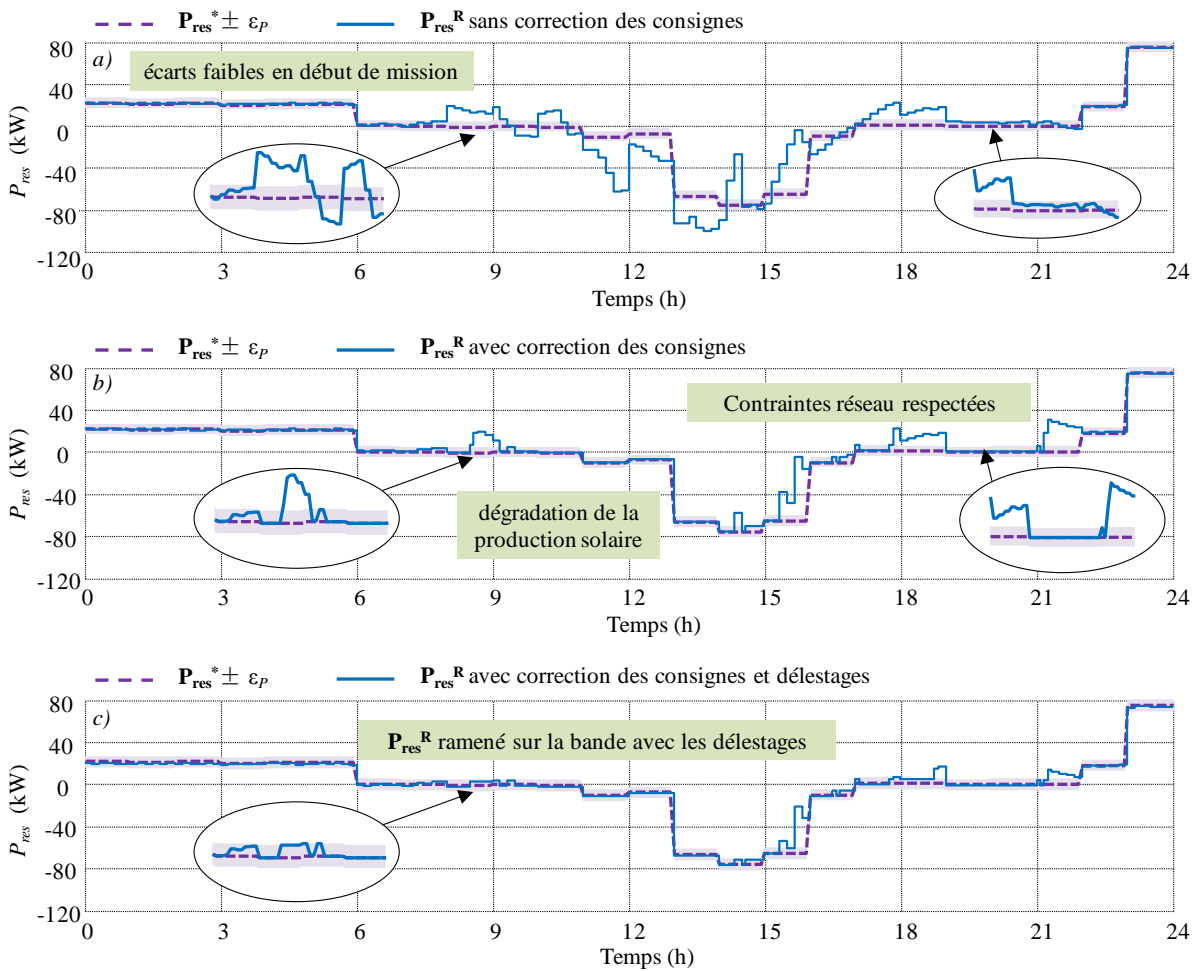 P_res* ± ε_P P_res^R sans correction des consignes
a)
écarts faibles en début de mission
80
40
0
-40
-80
-120
P_res (kW)
0 3 6 9 12 15 18 21 24
Temps (h)
P_res* ± ε_P P_res^R avec correction des consignes
b)
Contraintes réseau respectées
dégradation de la
production solaire
80
40
0
-40
-80
-120
P_res (kW)
0 3 6 9 12 15 18 21 24
Temps (h)
P_res* ± ε_P P_res^R avec correction des consignes et délestages
c)
P_res^R ramené sur la bande avec les délestages
80
40
0
-40
-80
-120
P_res (kW)
0 3 6 9 12 15 18 21 24
Temps (h)